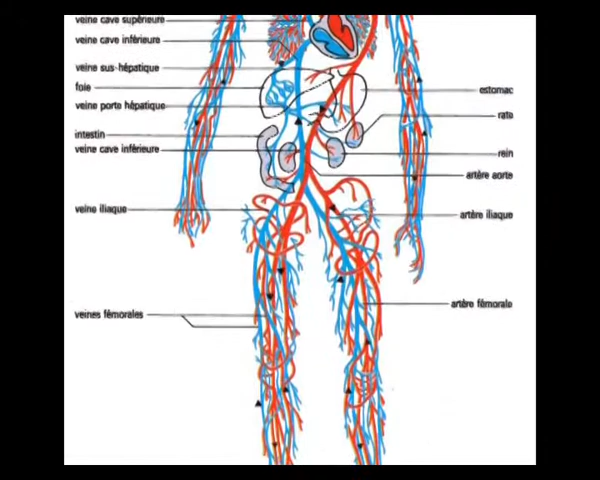 veine cave supérieure
veine cave inférieure
veine sus-hépatique
foie
veine porte hépatique
intestin
veine cave inférieure
veine iliaque
veines fémorales
estomac
rate
rein
artère aorte
artère iliaque
artère fémorale